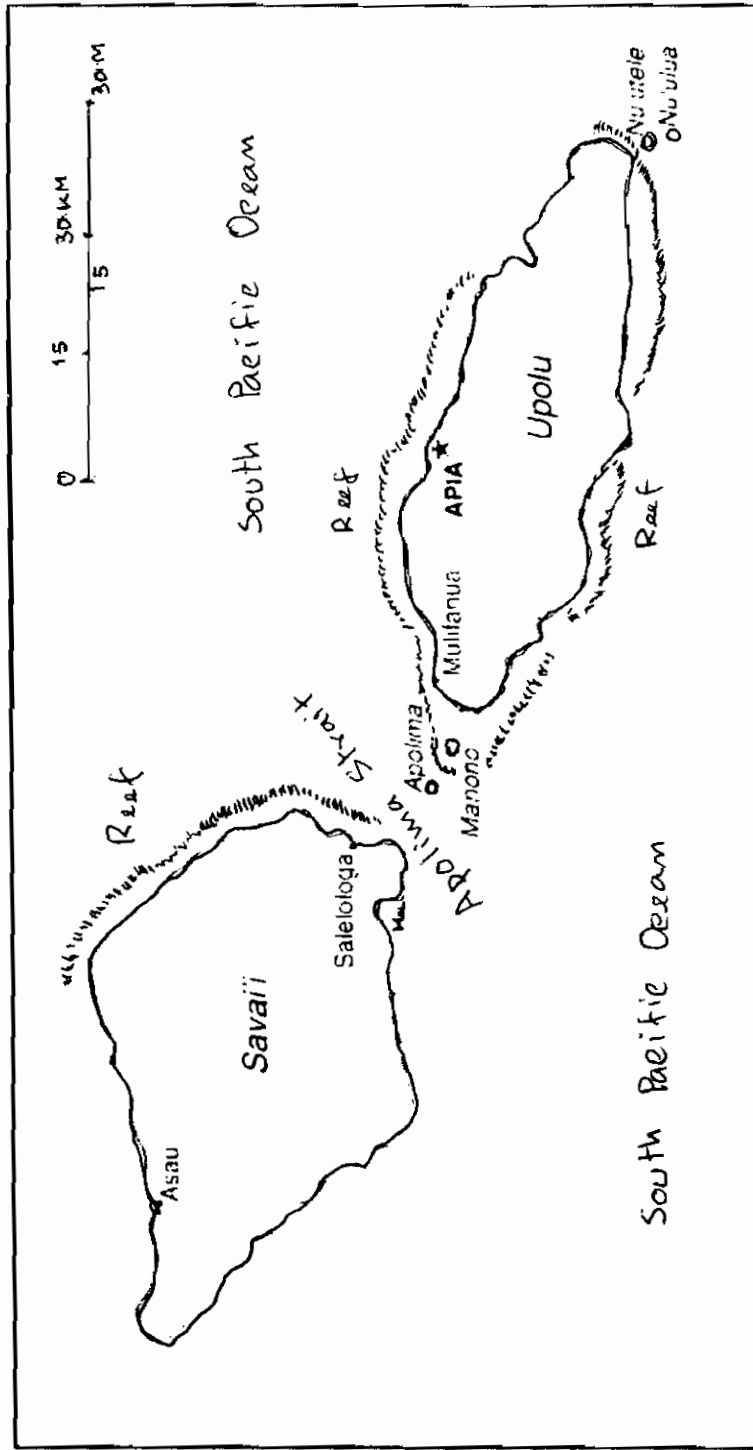 0 15 15 30.KM 30.M
South Pacific Ocean
Reef
Reef
Strait
Apolima
Asau
Savai'i
Salelologa
Apolima
Manono
Mulifanua
APIA
Upolu
Reef
Nu'utele
Nu'ulua
South Pacific Ocean